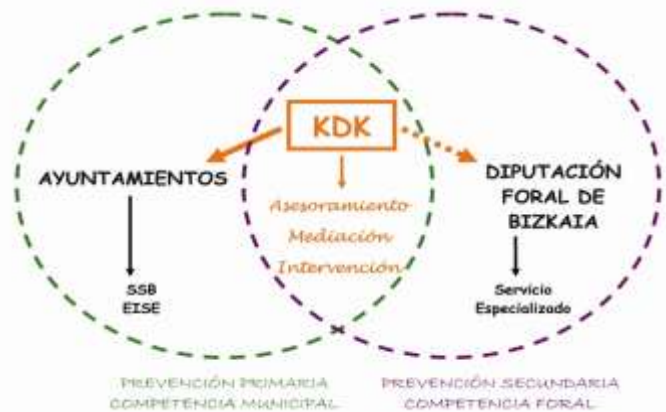 KDK
AYUNTAMIENTOS
DIPUTACIÓN
FORAL DE
BIZKAIA
Asesoramiento
Mediación
Intervención
SSB
EISE
Servicio
Especializado
PREVENCIÓN PRIMARIA
COMPETENCIA MUNICIPAL
PREVENCIÓN SECUNDARIA
COMPETENCIA FORAL